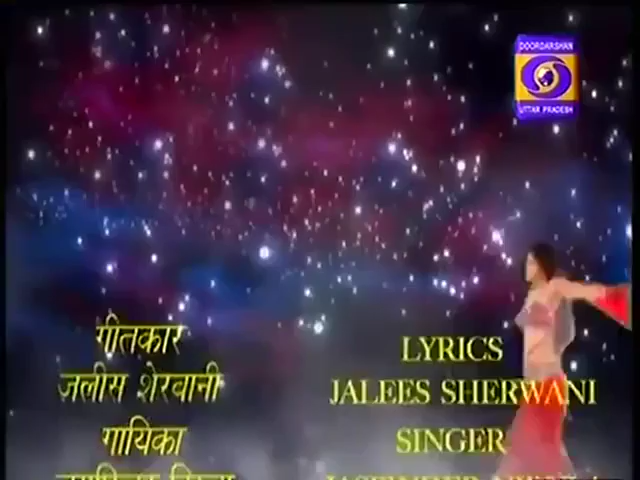 DOORDARSHAN
UTTAR PRADESH
गीतकार
LYRICS
जलीस शेरवानी
JALEES SHERWANI
गायिका
SINGER